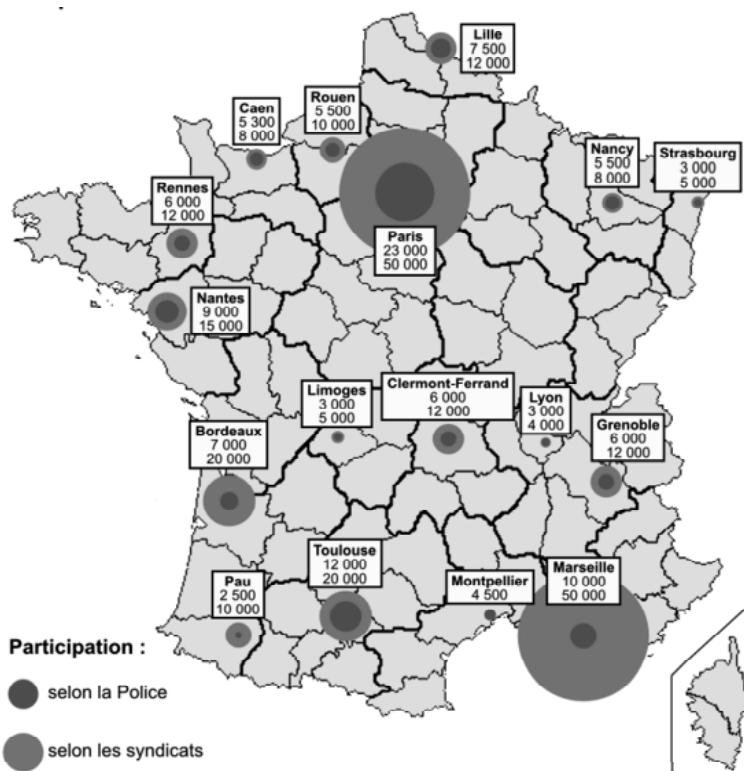 Lille
7 500
12 000
Rouen
5 500
10 000
Caen
5 300
8 000
Nancy
5 500
8 000
Strasbourg
3 000
5 000
Rennes
6 000
12 000
Paris
23 000
50 000
Nantes
9 000
15 000
Limoges
3 000
5 000
Clermont-Ferrand
6 000
12 000
Lyon
3 000
4 000
Grenoble
6 000
12 000
Bordeaux
7 000
20 000
Toulouse
12 000
20 000
Montpellier
4 500
Marseille
10 000
50 000
Pau
2 500
10 000
Participation :
selon la Police
selon les syndicats